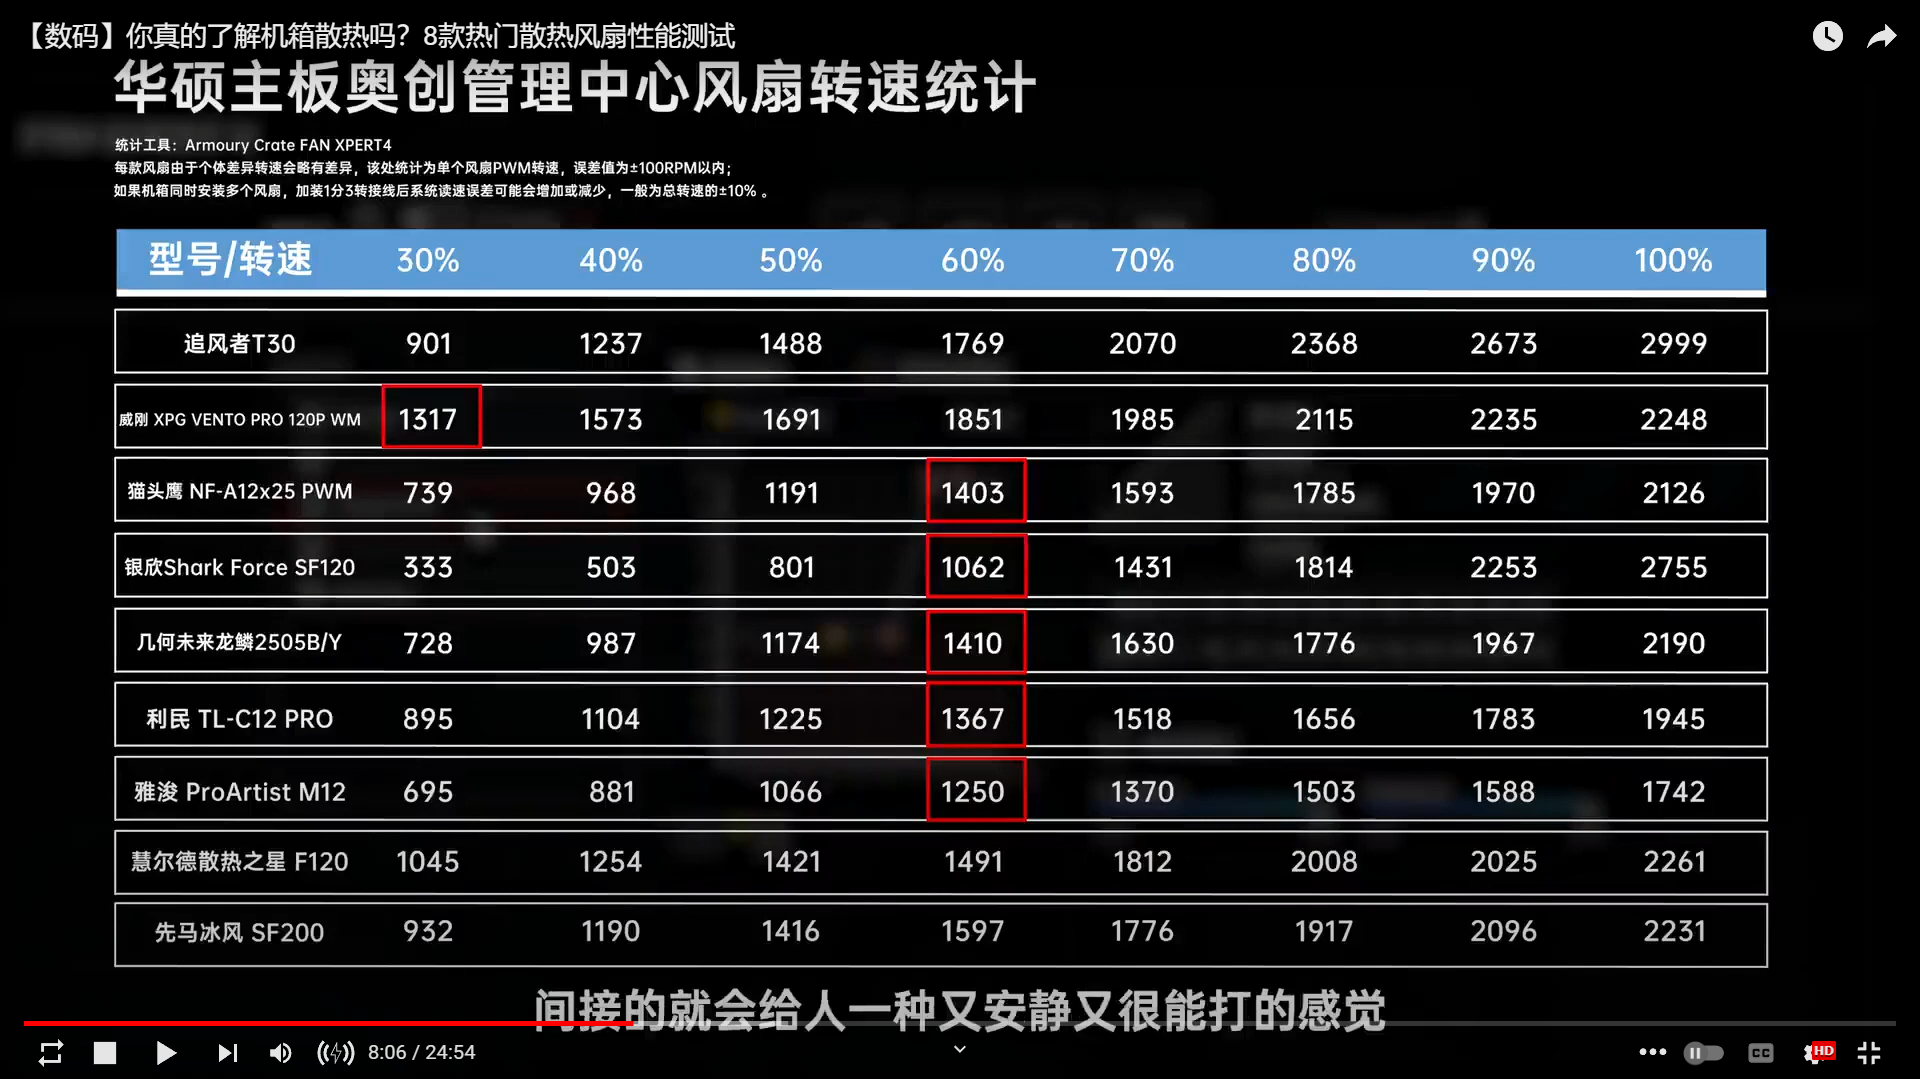 【数码】你真的了解机箱散热吗？8款热门散热风扇性能测试
华硕主板奥创管理中心风扇转速统计
统计工具：Armoury Crate FAN XPERT4
每款风扇由于个体差异转速会略有差异，该处统计为单个风扇PWM转速，误差值为±100RPM以内；
如果机箱同时安装多个风扇，加装1分3转接线后系统读速误差可能会增加或减少，一般为总转速的±10% 。
型号/转速 30% 40% 50% 60% 70% 80% 90% 100%
追风者T30 901 1237 1488 1769 2070 2368 2673 2999
威刚 XPG VENTO PRO 120P WM 1317 1573 1691 1851 1985 2115 2235 2248
猫头鹰 NF-A12x25 PWM 739 968 1191 1403 1593 1785 1970 2126
银欣Shark Force SF120 333 503 801 1062 1431 1814 2253 2755
几何未来龙鳞2505B/Y 728 987 1174 1410 1630 1776 1967 2190
利民 TL-C12 PRO 895 1104 1225 1367 1518 1656 1783 1945
雅浚 ProArtist M12 695 881 1066 1250 1370 1503 1588 1742
慧尔德散热之星 F120 1045 1254 1421 1491 1812 2008 2025 2261
先马冰风 SF200 932 1190 1416 1597 1776 1917 2096 2231
间接的就会给人一种又安静又很能打的感觉
8:06 / 24:54
CC
HD